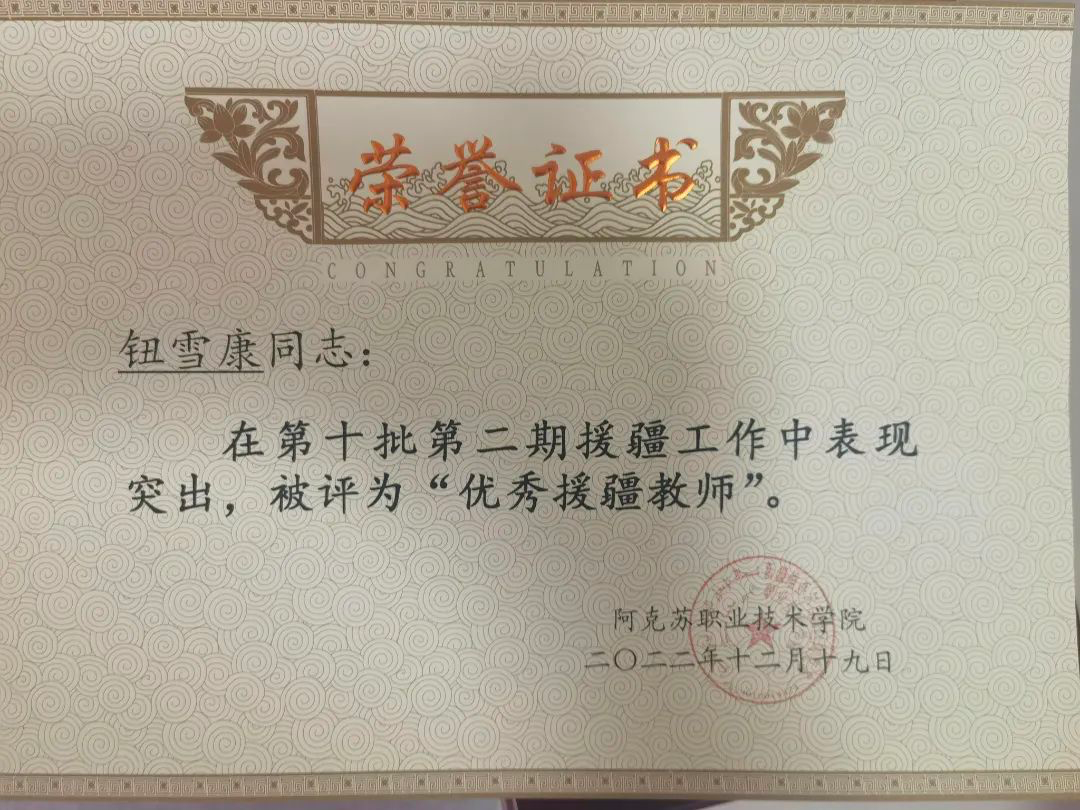 荣誉证书
CONGRATULATION
钮雪康同志：
在第十批第二期援疆工作中表现
突出，被评为“优秀援疆教师”。
阿克苏职业技术学院
二〇二二年十二月十九日